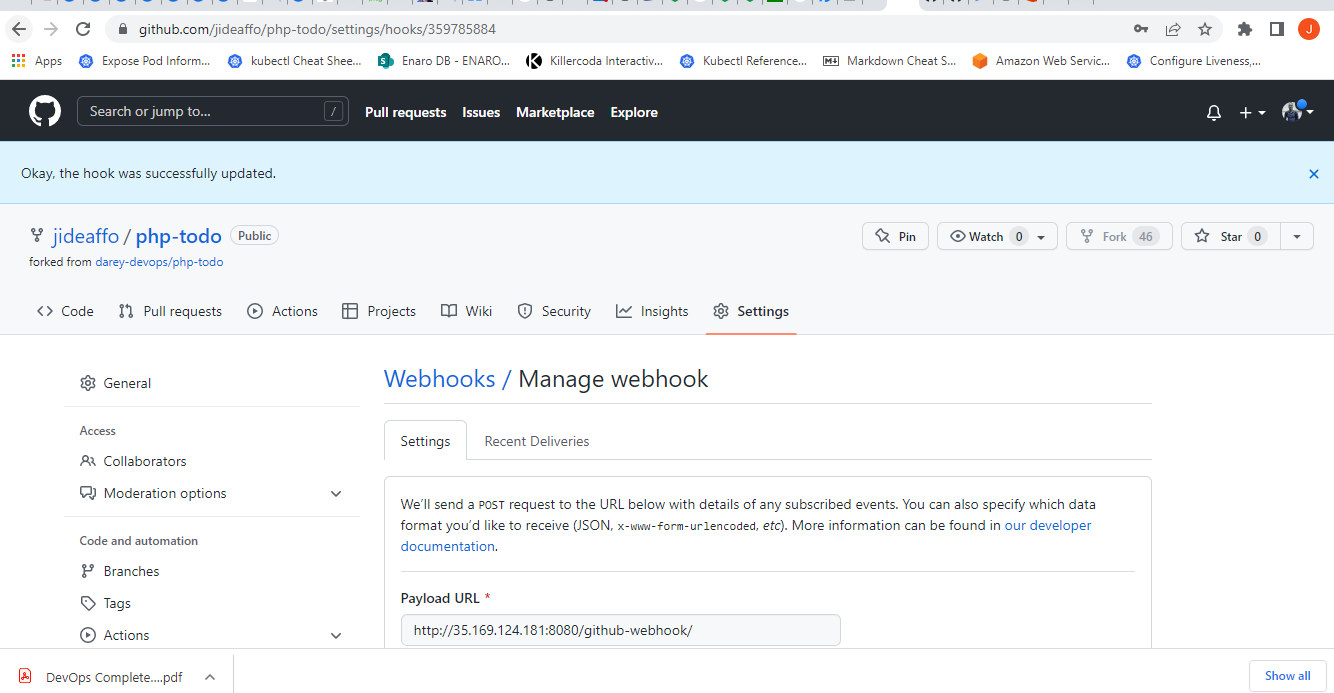 github.com/jideaffo/php-todo/settings/hooks/359785884
J
Apps Expose Pod Inform... kubectl Cheat Shee... Enaro DB - ENARO... Killercoda Interactiv... Kubectl Reference... Markdown Cheat S... Amazon Web Servic... Configure Liveness,...
Search or jump to... / Pull requests Issues Marketplace Explore
Okay, the hook was successfully updated.
jideaffo / php-todo Public Pin Watch 0 Fork 46 Star 0
forked from darey-devops/php-todo
Code Pull requests Actions Projects Wiki Security Insights Settings
General
Access
Collaborators
Moderation options
Code and automation
Branches
Tags
Actions
Webhooks / Manage webhook
Settings Recent Deliveries
We'll send a POST request to the URL below with details of any subscribed events. You can also specify which data
format you'd like to receive (JSON, x-www-form-urlencoded, etc). More information can be found in our developer
documentation.
Payload URL *
http://35.169.124.181:8080/github-webhook/
DevOps Complete....pdf Show all